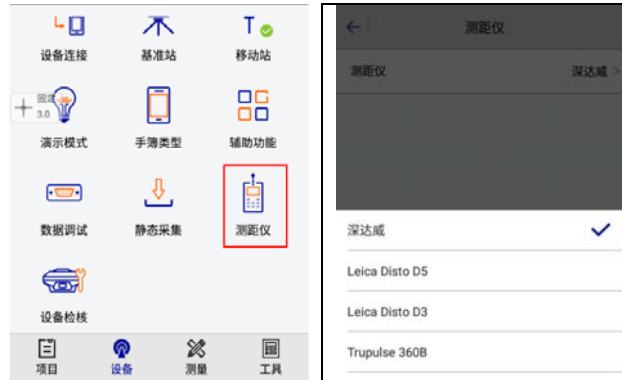 设备连接
基准站
移动站
固定
3.0
演示模式
手簿类型
辅助功能
数据调试
静态采集
测距仪
设备检核
项目
设备
测量
工具
测距仪
测距仪
深达威
深达威
Leica Disto D5
Leica Disto D3
Trupulse 360B